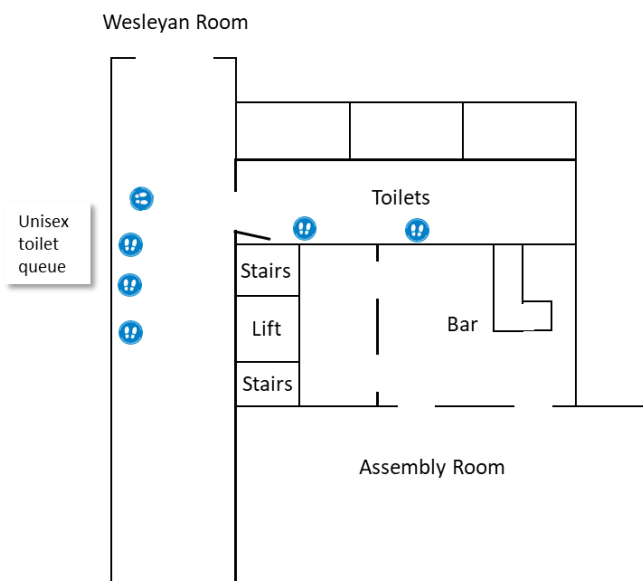 Wesleyan Room
Toilets
Unisex
toilet
queue
Stairs
Lift
Bar
Stairs
Assembly Room